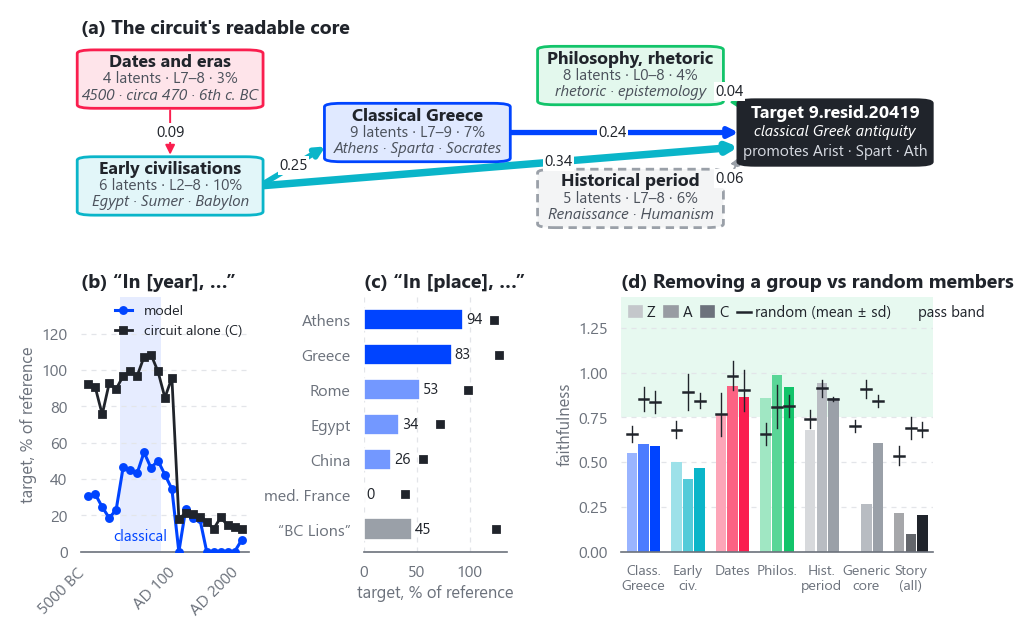 (a) The circuit's readable core
Dates and eras
4 latents · L7–8 · 3%
4500 · circa 470 · 6th c. BC
Philosophy, rhetoric
8 latents · L0–8 · 4%
rhetoric · epistemology
0.04
Target 9.resid.20419
classical Greek antiquity
promotes Arist · Spart · Ath
Classical Greece
9 latents · L7–9 · 7%
Athens · Sparta · Socrates
0.09
0.24
0.25
0.34
Early civilisations
6 latents · L2–8 · 10%
Egypt · Sumer · Babylon
0.06
Historical period
5 latents · L7–8 · 6%
Renaissance · Humanism
(b) “In [year], ...”
model
circuit alone (C)
target, % of reference
120
100
80
60
40
20
0
classical
5000 BC
AD 100
AD 2000
(c) “In [place], ...”
Athens
94
Greece
83
Rome
53
Egypt
34
China
26
med. France
0
“BC Lions”
45
0
50
100
target, % of reference
(d) Removing a group vs random members
Z
A
C
random (mean ± sd)
pass band
faithfulness
1.25
1.00
0.75
0.50
0.25
0.00
Class.
Greece
Early
civ.
Dates
Philos.
Hist.
period
Generic
core
Story
(all)